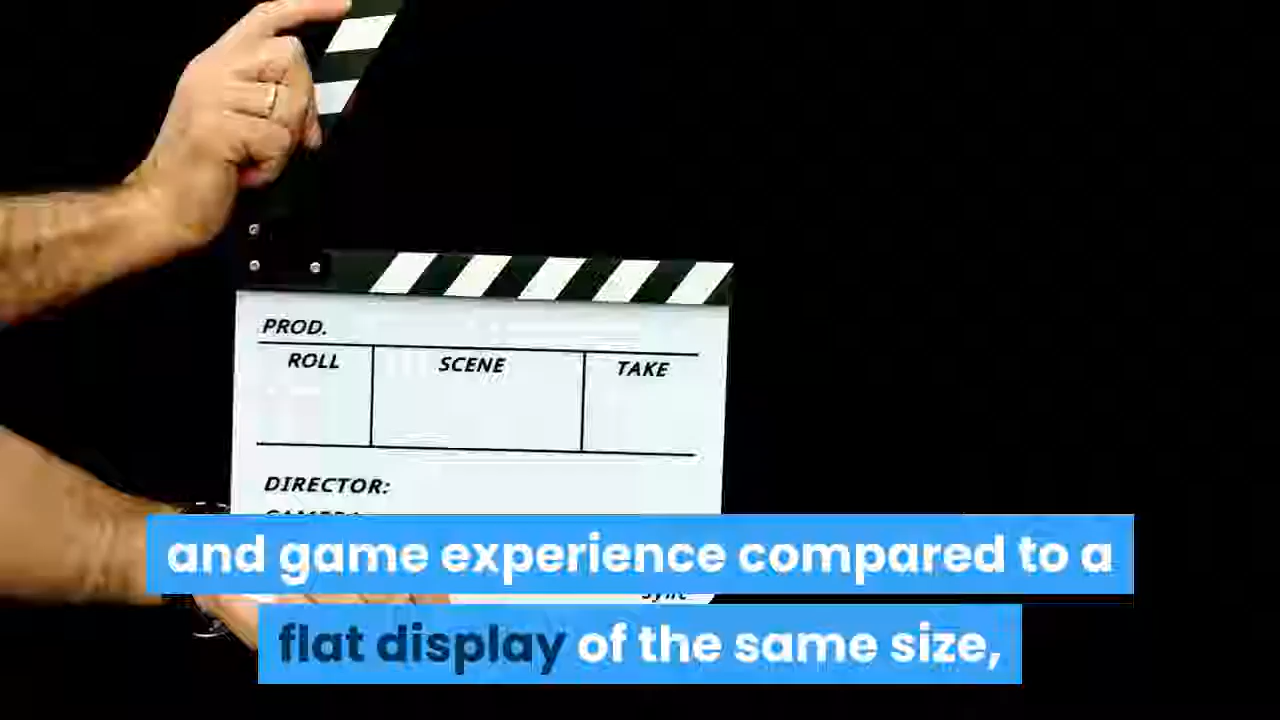 PROD.
ROLL SCENE TAKE
DIRECTOR:
and game experience compared to a
flat display of the same size,